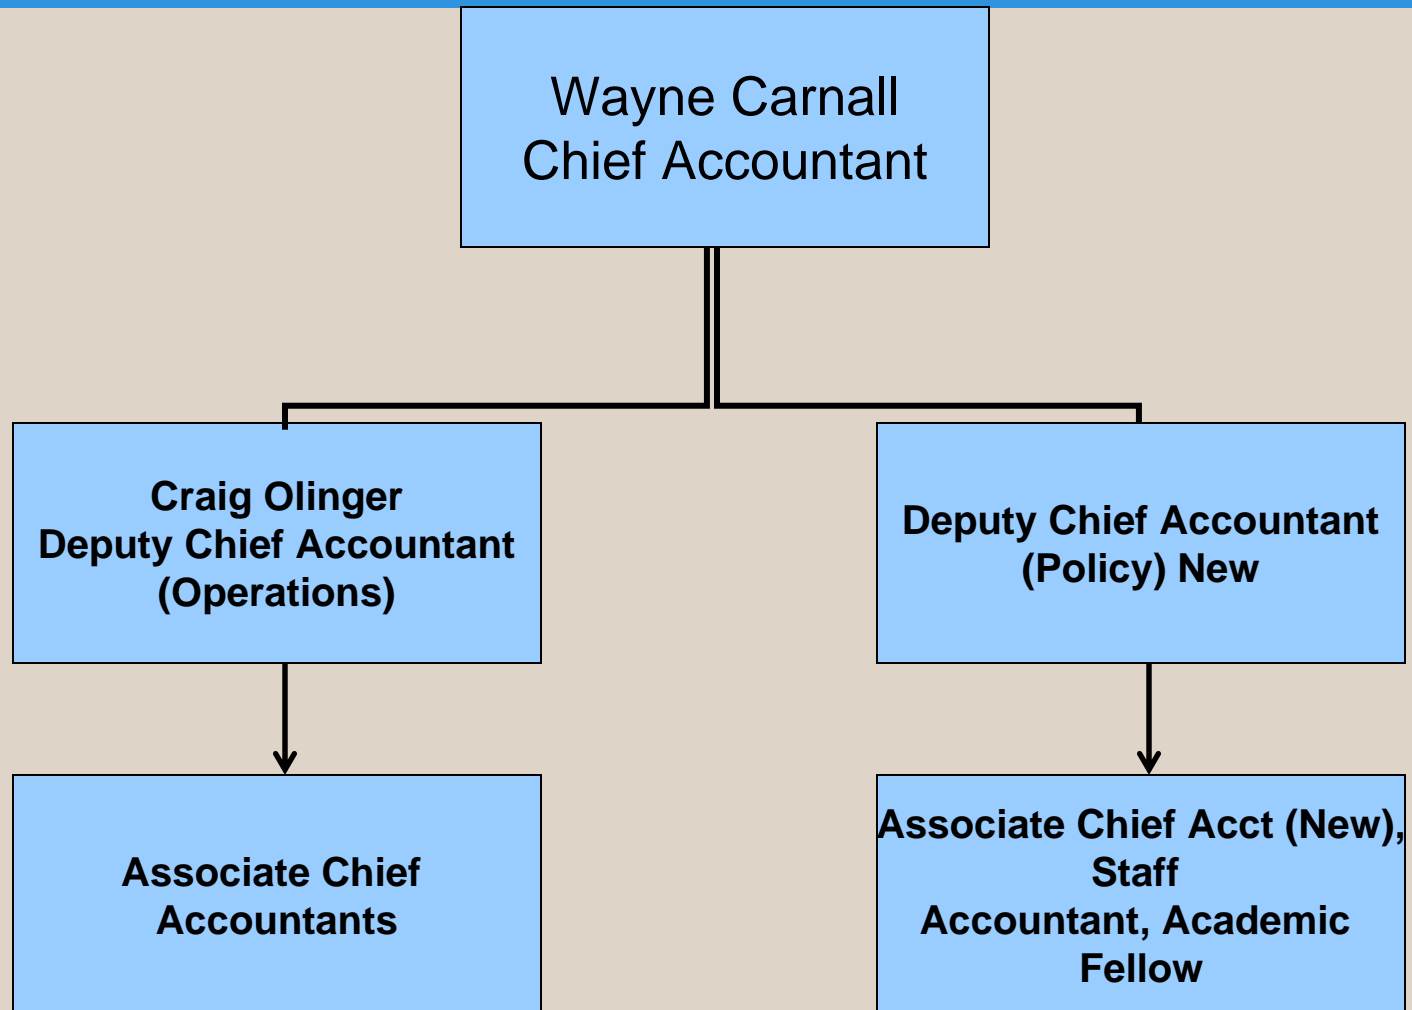 Wayne Carnall
Chief Accountant
Craig Olinger
Deputy Chief Accountant
(Operations)
Deputy Chief Accountant
(Policy) New
Associate Chief
Accountants
Associate Chief Acct (New),
Staff
Accountant, Academic
Fellow